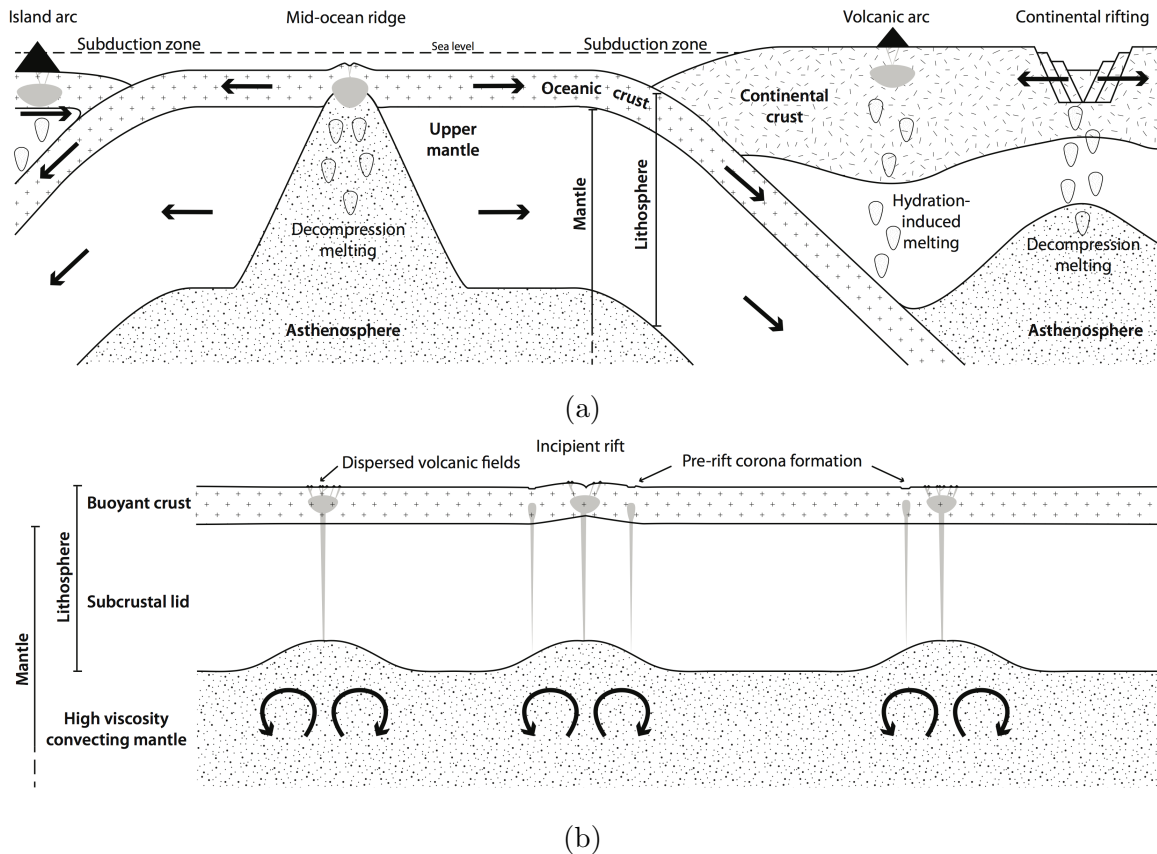 Island arc
Mid-ocean ridge
Volcanic arc
Continental rifting
Subduction zone
Sea level
Subduction zone
Oceanic crust
Continental
crust
Upper
mantle
Mantle
Lithosphere
Hydration-
induced
melting
Decompression
melting
Decompression
melting
Asthenosphere
Asthenosphere
(a)
Incipient rift
Dispersed volcanic fields
Pre-rift corona formation
Buoyant crust
Lithosphere
Subcrustal lid
Mantle
High viscosity
convecting mantle
(b)